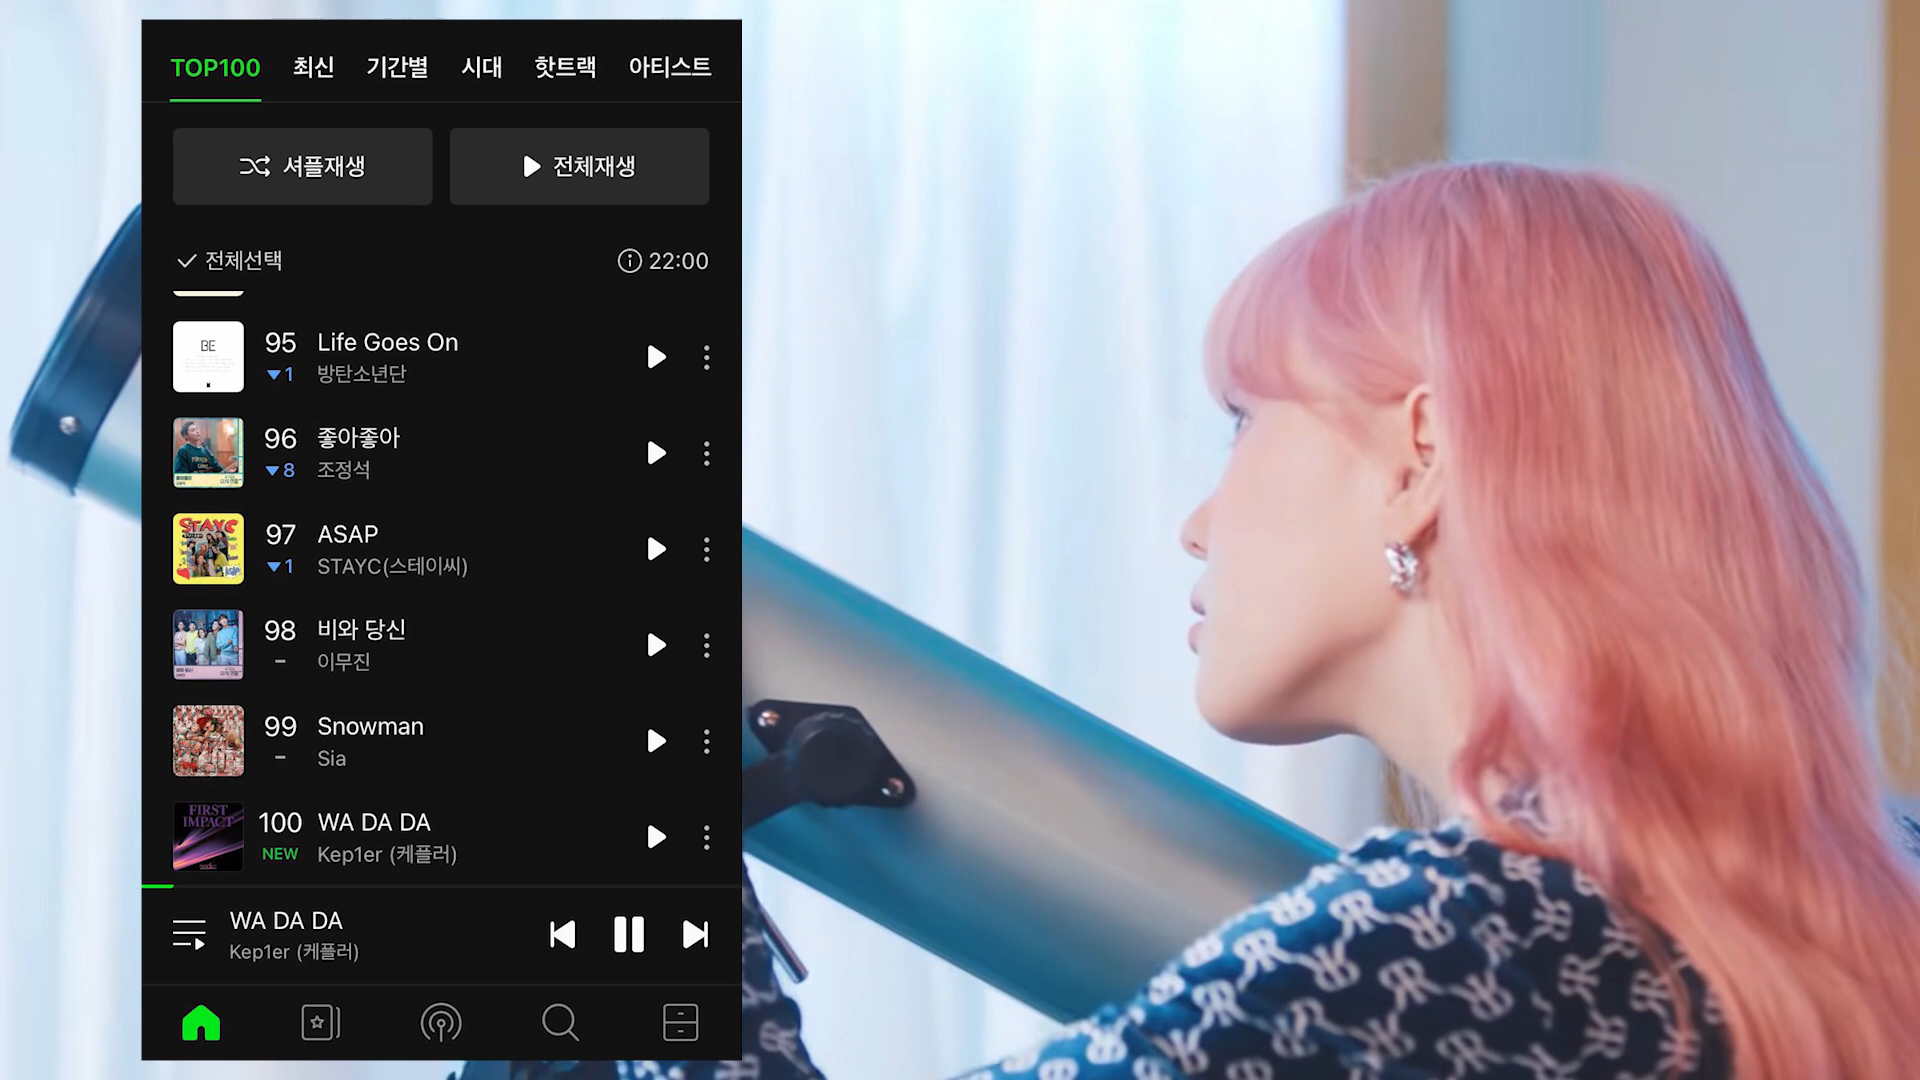 TOP100 최신 기간별 시대 핫트랙 아티스트
셔플재생 전체재생
전체선택 22:00
BE
95 Life Goes On
1 방탄소년단
96 좋아좋아
8 조정석
STAYC
97 ASAP
1 STAYC(스테이씨)
98 비와 당신
- 이무진
99 Snowman
- Sia
FIRST
IMPACT
100 WA DA DA
NEW Kep1er (케플러)
WA DA DA
Kep1er (케플러)